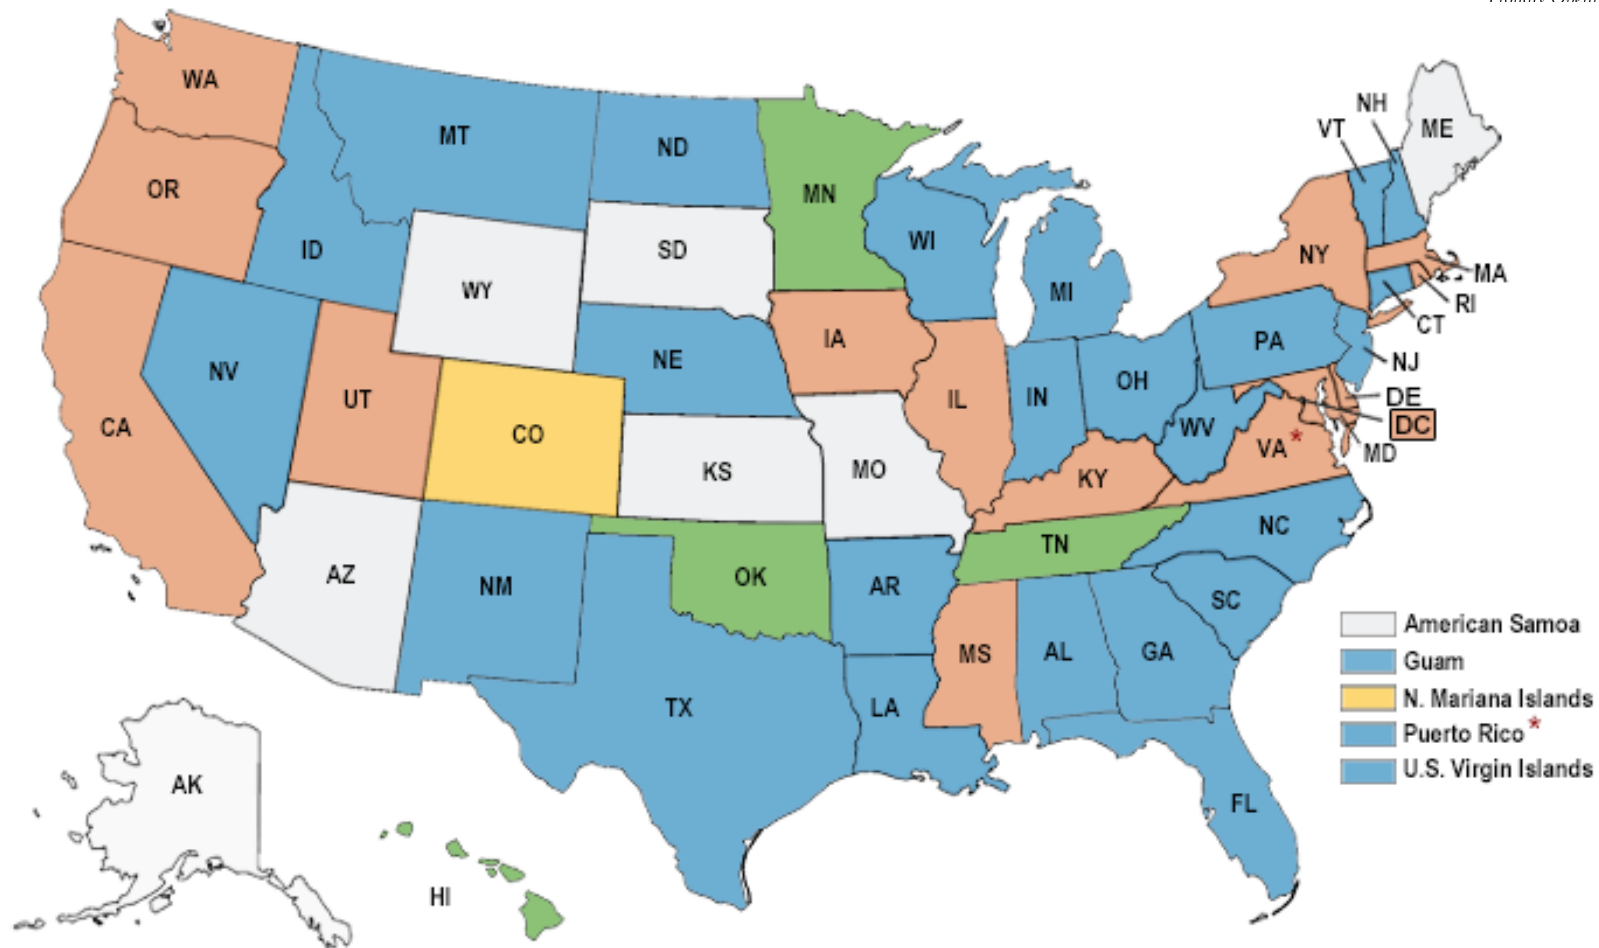 NH
VT
ME
WA
MT
ND
MN
OR
ID
SD
WI
NY
MA
WY
MI
RI
CT
IA
NE
PA
NJ
NV
UT
IL
IN
OH
DE
CA
CO
WV
DC
VA *
MD
KS
MO
KY
NC
TN
AZ
NM
OK
AR
SC
MS
AL
GA
TX
LA
AK
FL
HI
American Samoa
Guam
N. Mariana Islands
Puerto Rico *
U.S. Virgin Islands